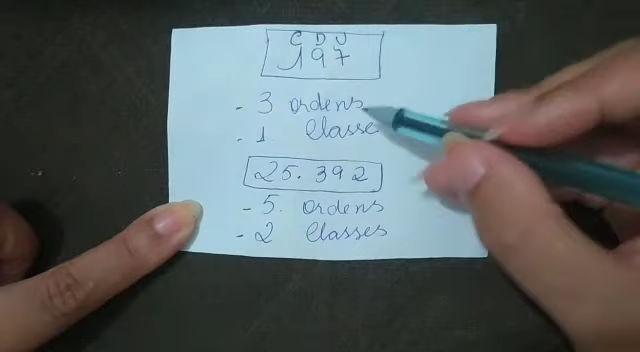 C D U
197
- 3 ordens
- 1 Classe
25.392
- 5. ordens
- 2 Classes